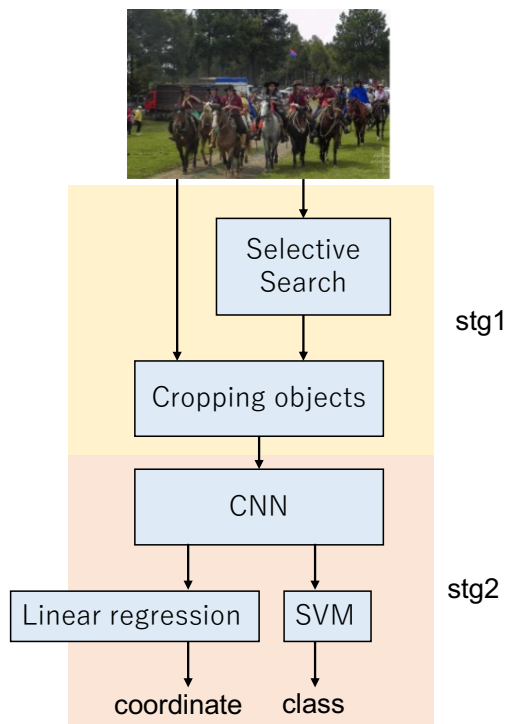 Selective
Search
stg1
Cropping objects
CNN
Linear regression
SVM
stg2
coordinate
class